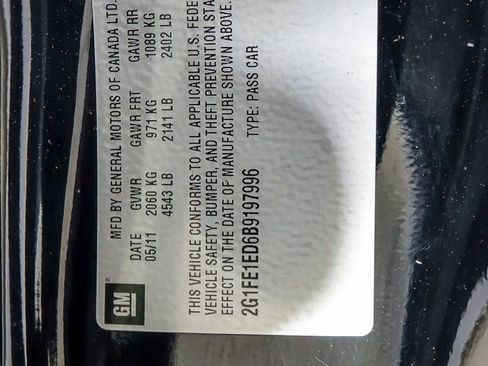 MFD BY GENERAL MOTORS OF CANADA LTD.
DATE GVWR GAWR FRT GAWR RR
05/11 2060 KG 971 KG 1089 KG
4543 LB 2141 LB 2402 LB
THIS VEHICLE CONFORMS TO ALL APPLICABLE U.S. FEDE
VEHICLE SAFETY, BUMPER, AND THEFT PREVENTION STA
EFFECT ON THE DATE OF MANUFACTURE SHOWN ABOVE.
2G1FE1ED6B9197996 TYPE: PASS CAR
GM